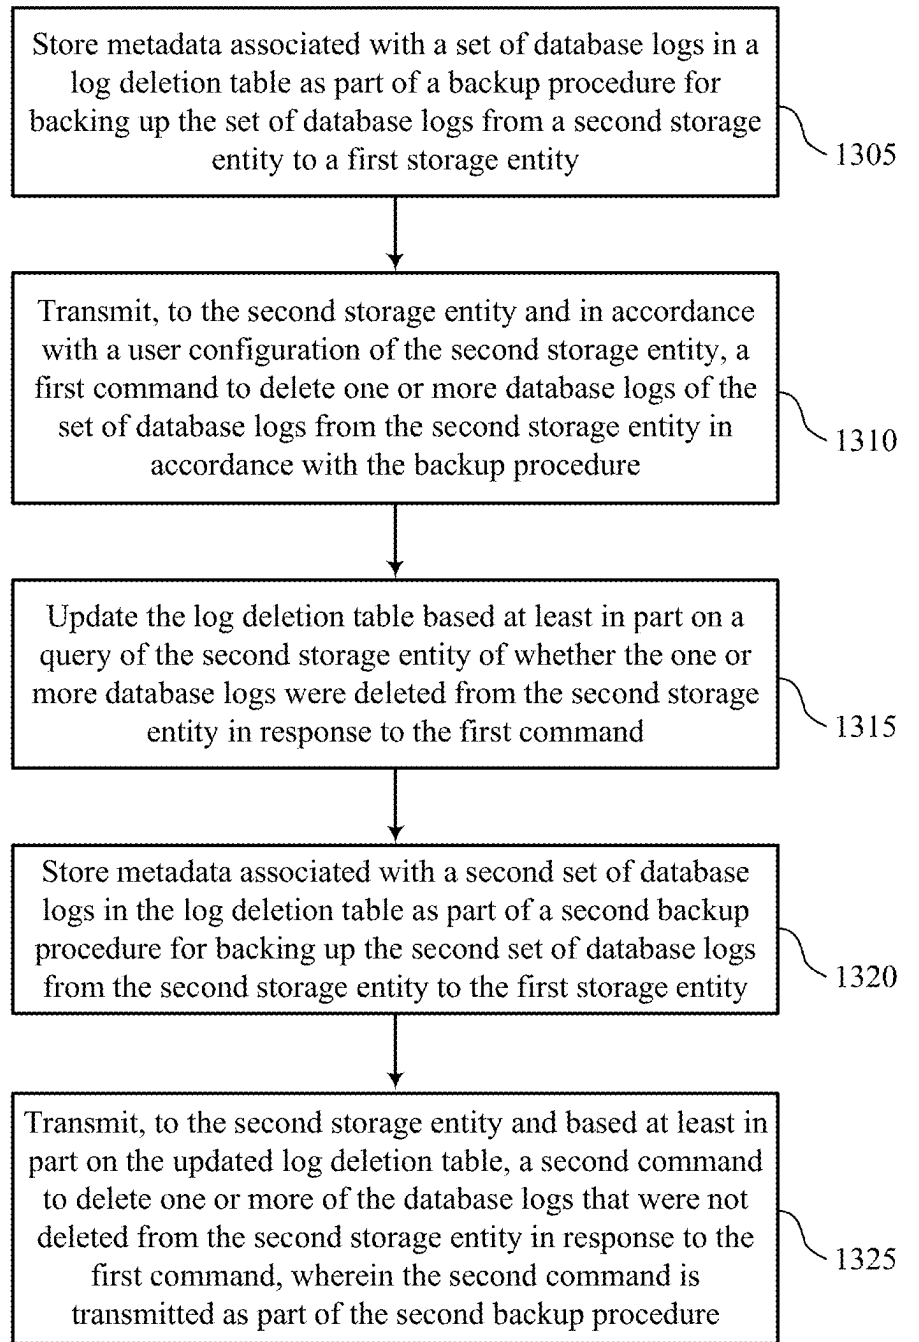 Store metadata associated with a set of database logs in a
log deletion table as part of a backup procedure for
backing up the set of database logs from a second storage
entity to a first storage entity
1305
Transmit, to the second storage entity and in accordance
with a user configuration of the second storage entity, a
first command to delete one or more database logs of the
set of database logs from the second storage entity in
accordance with the backup procedure
1310
Update the log deletion table based at least in part on a
query of the second storage entity of whether the one or
more database logs were deleted from the second storage
entity in response to the first command
1315
Store metadata associated with a second set of database
logs in the log deletion table as part of a second backup
procedure for backing up the second set of database logs
from the second storage entity to the first storage entity
1320
Transmit, to the second storage entity and based at least in
part on the updated log deletion table, a second command
to delete one or more of the database logs that were not
deleted from the second storage entity in response to the
first command, wherein the second command is
transmitted as part of the second backup procedure
1325